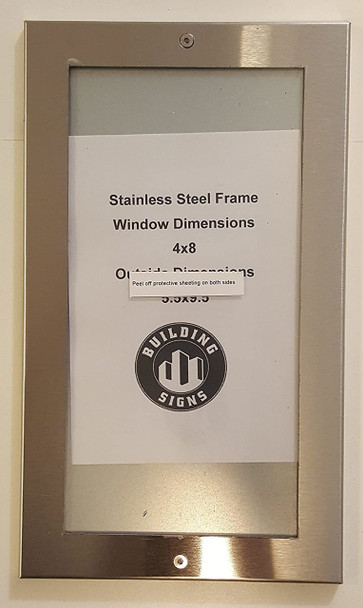 Stainless Steel Frame
Window Dimensions
4x8
Outside Dimensions
Peel off protective sheeting on both sides
5.5x9.5
BUILDING
SIGNS